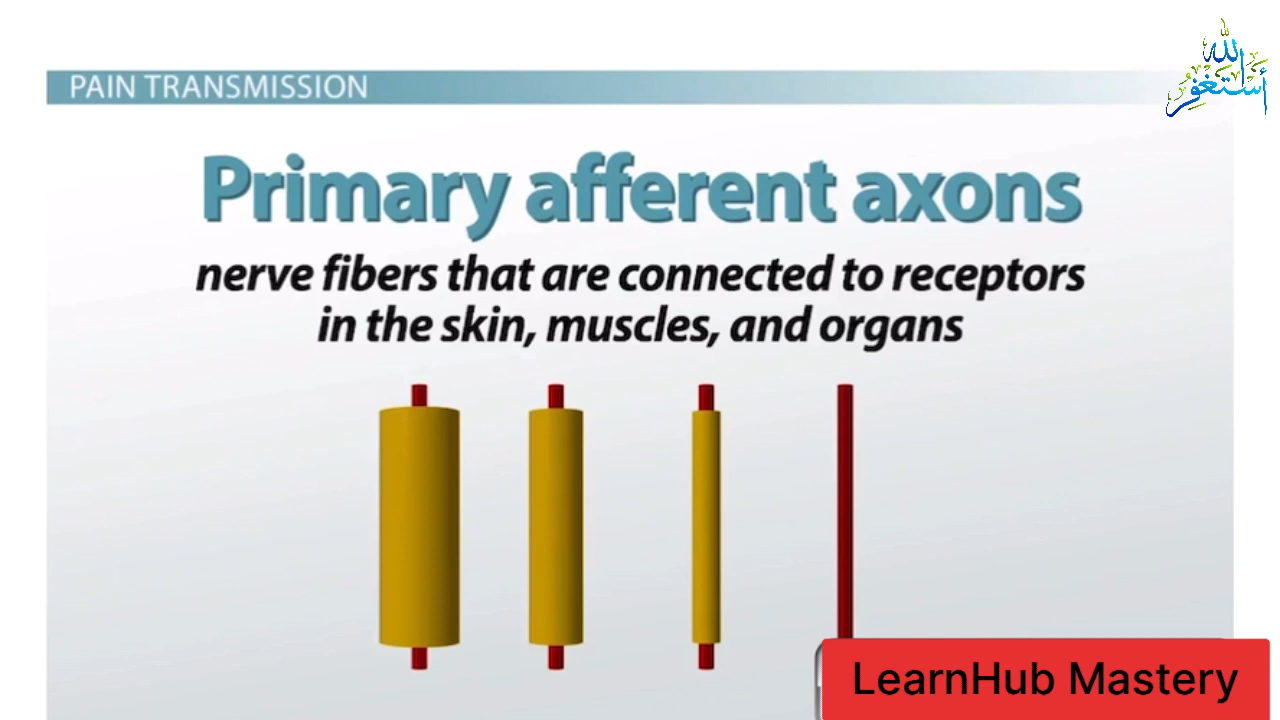 PAIN TRANSMISSION
أستغفر الله
Primary afferent axons
nerve fibers that are connected to receptors
in the skin, muscles, and organs
LearnHub Mastery